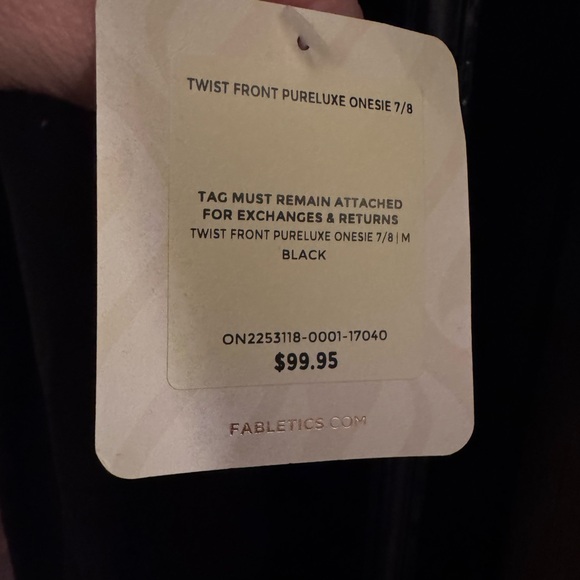 TWIST FRONT PURELUXE ONESIE 7/8
TAG MUST REMAIN ATTACHED
FOR EXCHANGES & RETURNS
TWIST FRONT PURELUXE ONESIE 7/8 | M
BLACK
ON2253118-0001-17040
$99.95
FABLETICS.COM